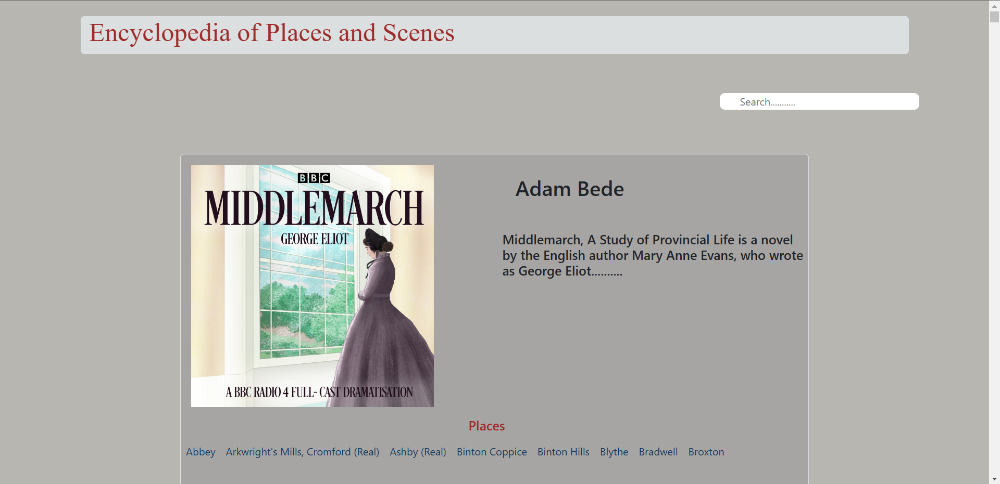 Encyclopedia of Places and Scenes
Search...........
BBC
MIDDLEMARCH
GEORGE ELIOT
A BBC RADIO 4 FULL- CAST DRAMATISATION
Adam Bede
Middlemarch, A Study of Provincial Life is a novel
by the English author Mary Anne Evans, who wrote
as George Eliot..........
Places
Abbey Arkwright's Mills, Cromford (Real) Ashby (Real) Binton Coppice Binton Hills Blythe Bradwell Broxton